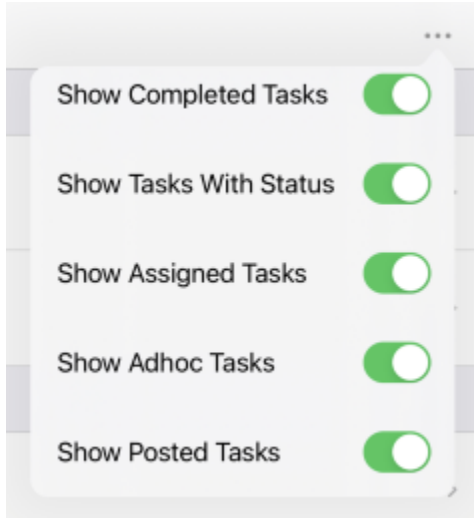 Show Completed Tasks
Show Tasks With Status
Show Assigned Tasks
Show Adhoc Tasks
Show Posted Tasks